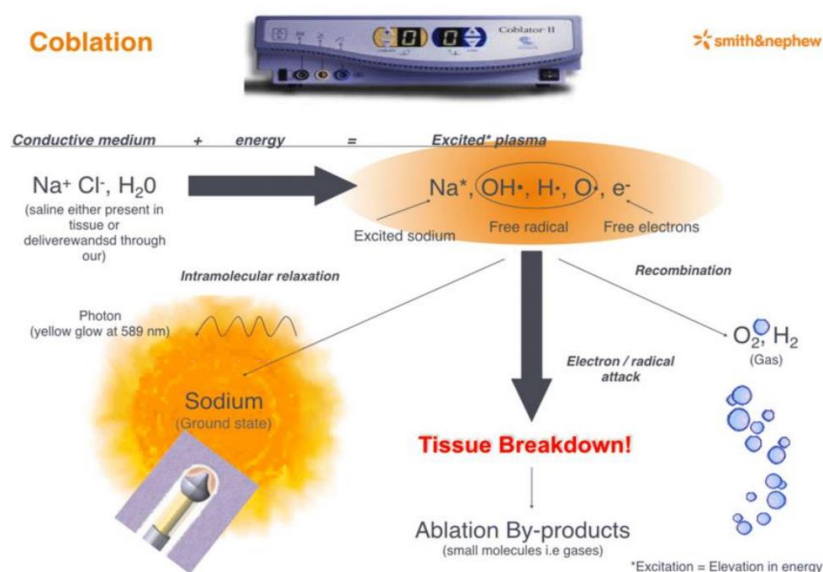 Coblation
Coblator II
smith&nephew
Conductive medium + energy = Excited* plasma
Na⁺ Cl⁻, H₂0
(saline either present in
tissue or
deliverewandsd through
our)
Na*, OH•, H•, O•, e⁻
Excited sodium
Free radical
Free electrons
Intramolecular relaxation
Recombination
Photon
(yellow glow at 589 nm)
O₂, H₂
(Gas)
Electron / radical
attack
Sodium
(Ground state)
Tissue Breakdown!
Ablation By-products
(small molecules i.e gases)
*Excitation = Elevation in energy